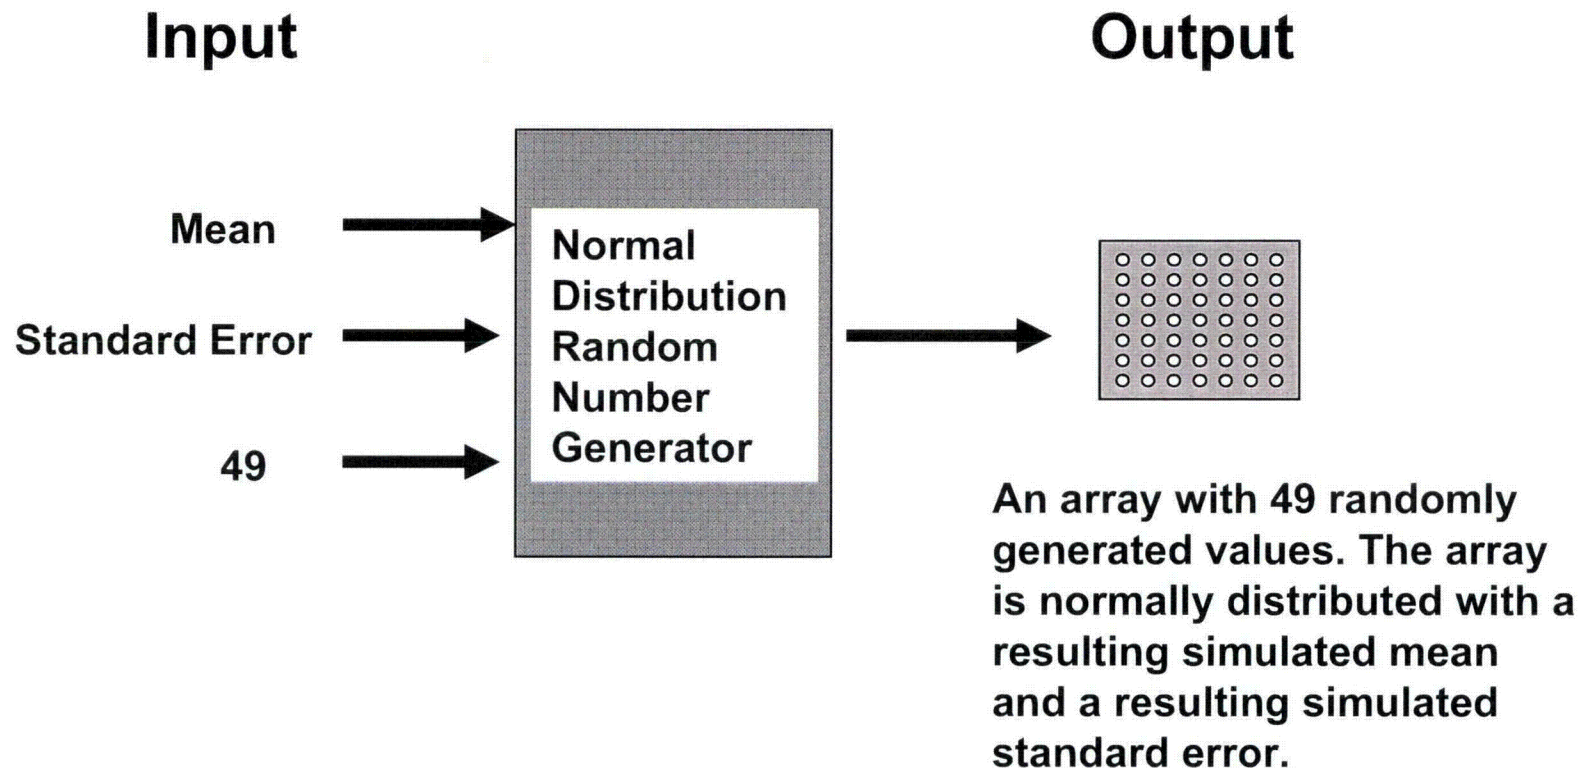 Input
Output
Mean
Standard Error
49
Normal
Distribution
Random
Number
Generator
An array with 49 randomly
generated values. The array
is normally distributed with a
resulting simulated mean
and a resulting simulated
standard error.